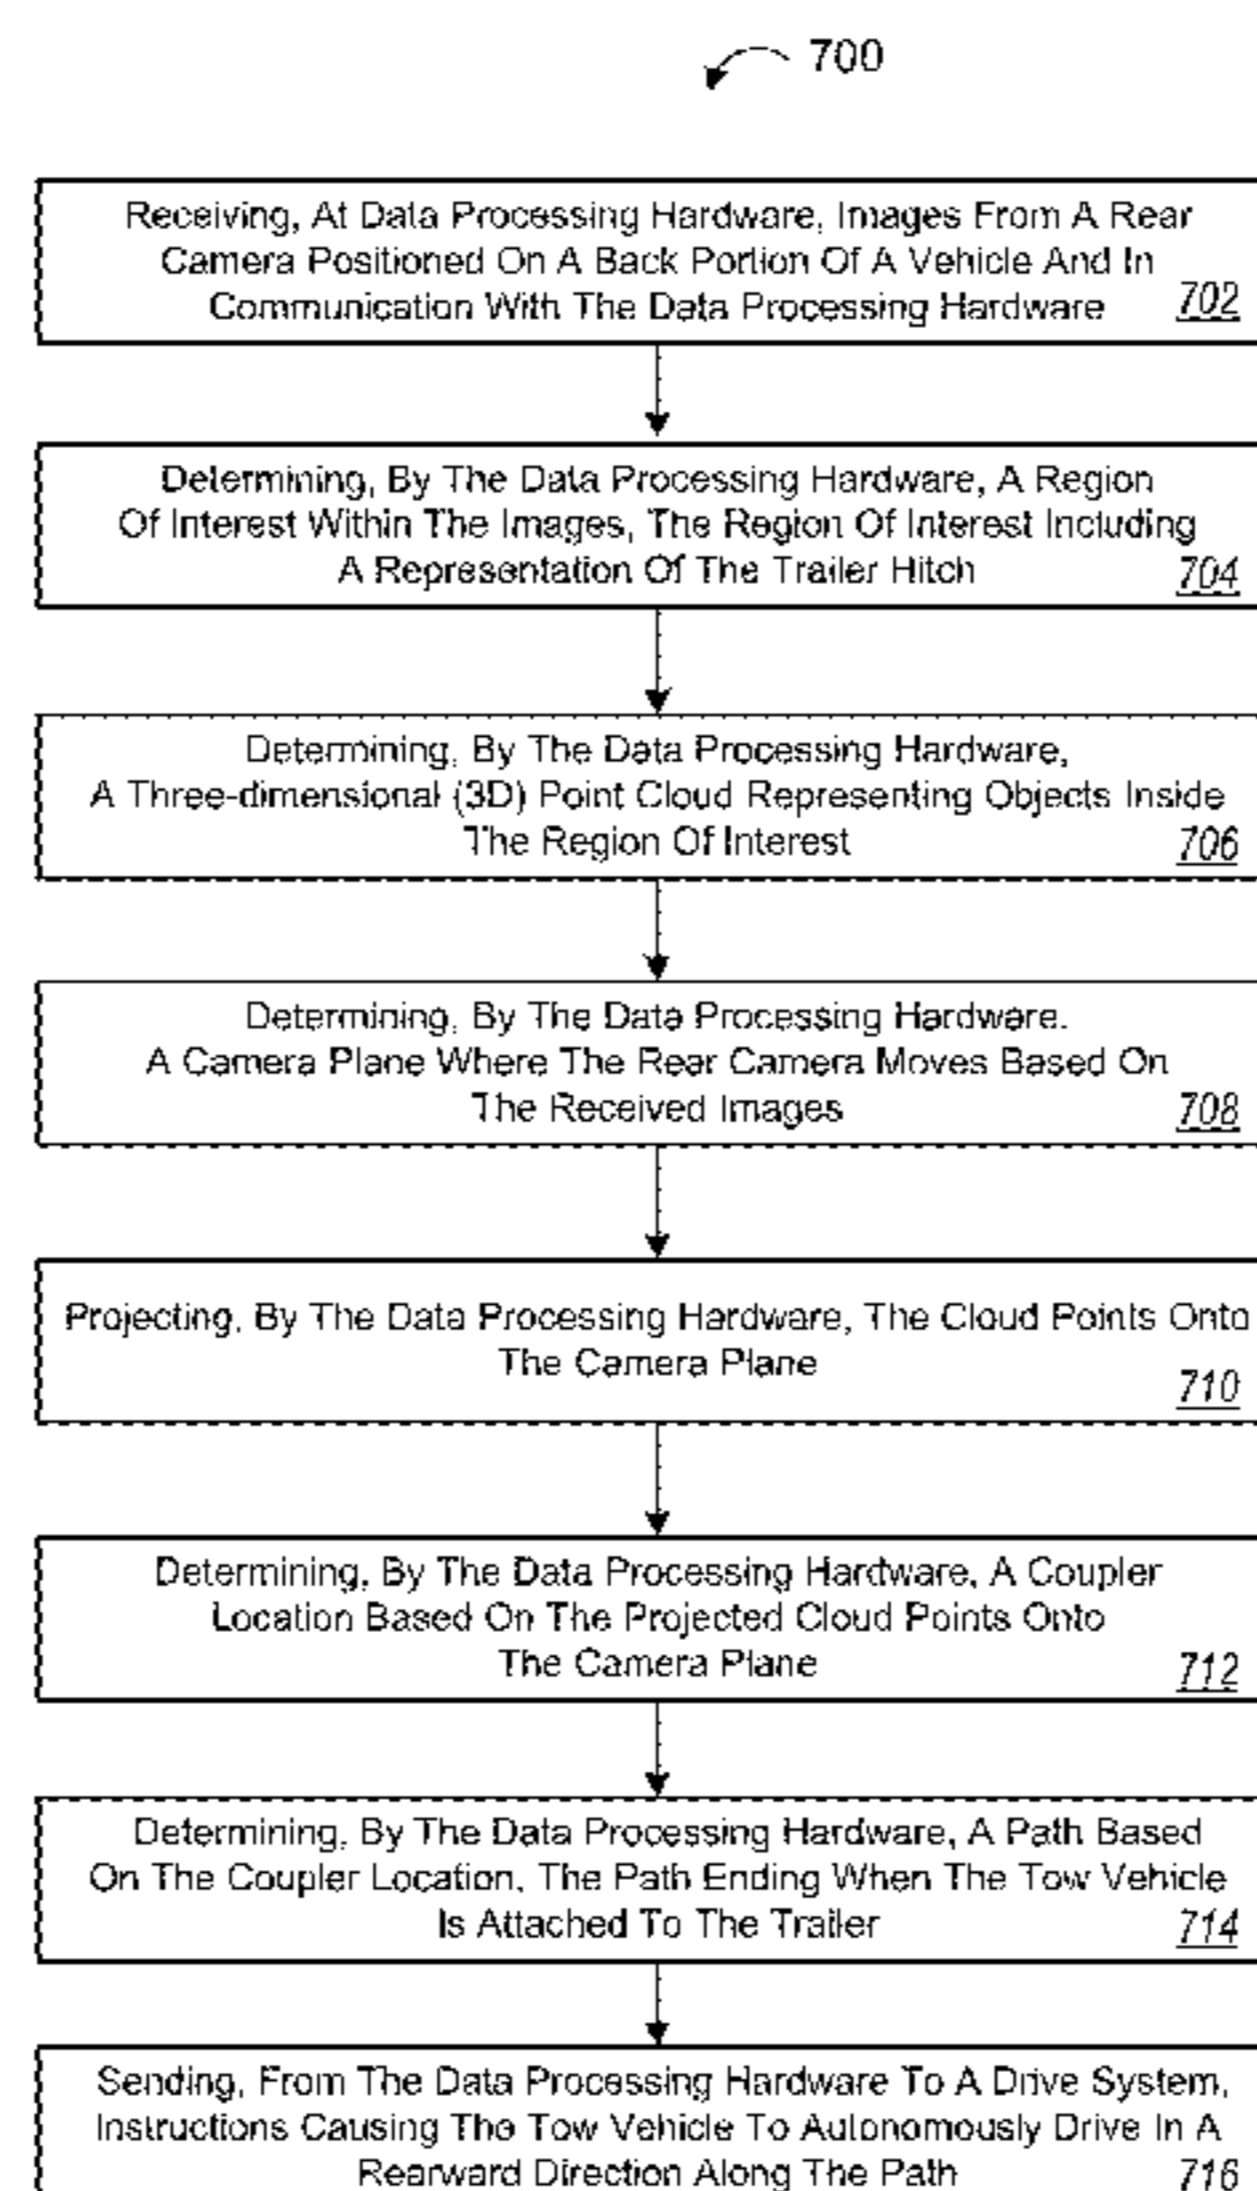 700
Receiving, At Data Processing Hardware, Images From A Rear
Camera Positioned On A Back Portion Of A Vehicle And In
Communication With The Data Processing Hardware
702
Determining, By The Data Processing Hardware, A Region
Of Interest Within The Images, The Region Of Interest Including
A Representation Of The Trailer Hitch
704
Determining, By The Data Processing Hardware,
A Three-dimensional (3D) Point Cloud Representing Objects Inside
The Region Of Interest
706
Determining, By The Data Processing Hardware.
A Camera Plane Where The Rear Camera Moves Based On
The Received Images
708
Projecting, By The Data Processing Hardware, The Cloud Points Onto
The Camera Plane
710
Determining, By The Data Processing Hardware, A Coupler
Location Based On The Projected Cloud Points Onto
The Camera Plane
712
Determining, By The Data Processing Hardware, A Path Based
On The Coupler Location, The Path Ending When The Tow Vehicle
Is Attached To The Trailer
714
Sending, From The Data Processing Hardware To A Drive System,
Instructions Causing The Tow Vehicle To Autonomously Drive In A
Rearward Direction Along The Path
716